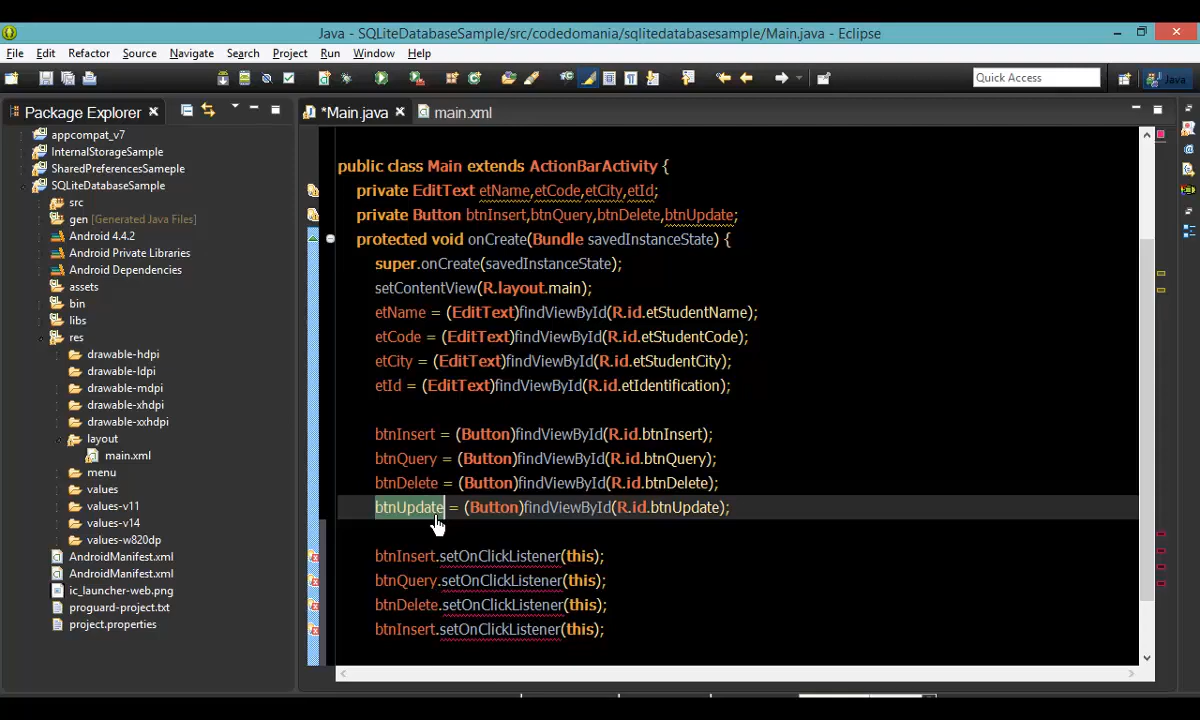 Java - SQLiteDatabaseSample/src/codedomania/sqlitedatabasesample/Main.java - Eclipse
File Edit Refactor Source Navigate Search Project Run Window Help
Quick Access
Java
Package Explorer
*Main.java
main.xml
appcompat_v7
InternalStorageSample
SharedPreferencesSameple
SQLiteDatabaseSample
src
gen [Generated Java Files]
Android 4.4.2
Android Private Libraries
Android Dependencies
assets
bin
libs
res
drawable-hdpi
drawable-ldpi
drawable-mdpi
drawable-xhdpi
drawable-xxhdpi
layout
main.xml
menu
values
values-v11
values-v14
values-w820dp
AndroidManifest.xml
AndroidManifest.xml
ic_launcher-web.png
proguard-project.txt
project.properties
public class Main extends ActionBarActivity {
private EditText etName,etCode,etCity,etId;
private Button btnInsert,btnQuery,btnDelete,btnUpdate;
protected void onCreate(Bundle savedInstanceState) {
super.onCreate(savedInstanceState);
setContentView(R.layout.main);
etName = (EditText)findViewById(R.id.etStudentName);
etCode = (EditText)findViewById(R.id.etStudentCode);
etCity = (EditText)findViewById(R.id.etStudentCity);
etId = (EditText)findViewById(R.id.etIdentification);
btnInsert = (Button)findViewById(R.id.btnInsert);
btnQuery = (Button)findViewById(R.id.btnQuery);
btnDelete = (Button)findViewById(R.id.btnDelete);
btnUpdate = (Button)findViewById(R.id.btnUpdate);
btnInsert.setOnClickListener(this);
btnQuery.setOnClickListener(this);
btnDelete.setOnClickListener(this);
btnInsert.setOnClickListener(this);